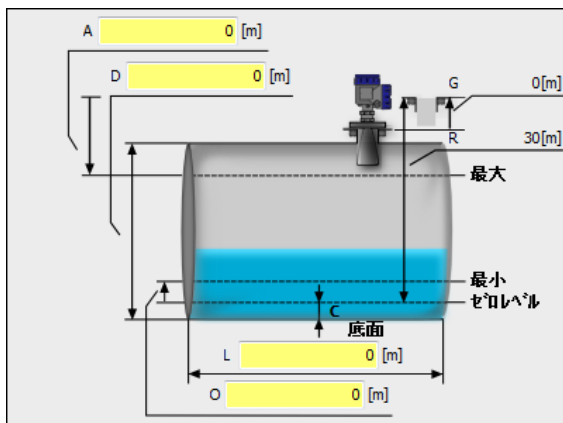 A 0 [m]
D 0 [m]
G 0[m]
R 30[m]
最大
最小
ｾﾞﾛﾚﾍﾞﾙ
C
底面
L 0 [m]
O 0 [m]